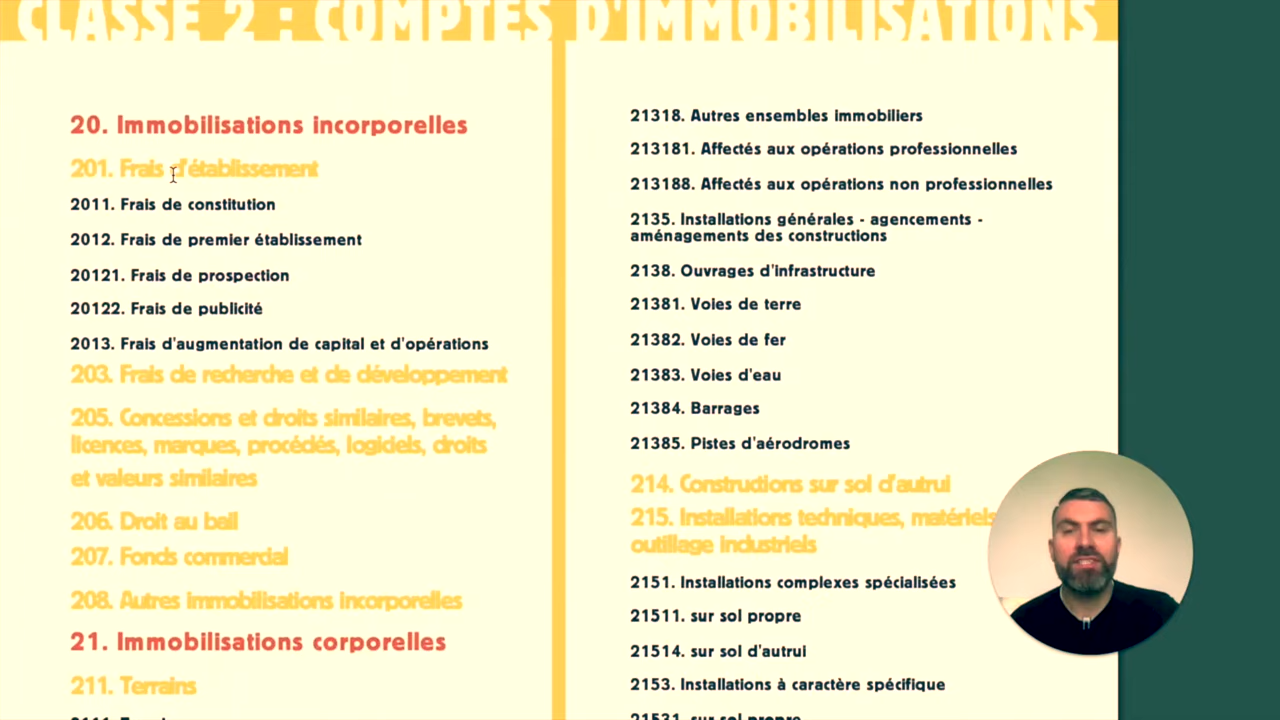 CLASSE 2 : COMPTES D'IMMOBILISATIONS
20. Immobilisations incorporelles
201. Frais d'établissement
2011. Frais de constitution
2012. Frais de premier établissement
20121. Frais de prospection
20122. Frais de publicité
2013. Frais d'augmentation de capital et d'opérations
203. Frais de recherche et de développement
205. Concessions et droits similaires, brevets,
licences, marques, procédés, logiciels, droits
et valeurs similaires
206. Droit au bail
207. Fonds commercial
208. Autres immobilisations incorporelles
21. Immobilisations corporelles
211. Terrains
21318. Autres ensembles immobiliers
213181. Affectés aux opérations professionnelles
213188. Affectés aux opérations non professionnelles
2135. Installations générales - agencements -
aménagements des constructions
2138. Ouvrages d'infrastructure
21381. Voies de terre
21382. Voies de fer
21383. Voies d'eau
21384. Barrages
21385. Pistes d'aérodromes
214. Constructions sur sol d'autrui
215. Installations techniques, matériels
outillage industriels
2151. Installations complexes spécialisées
21511. sur sol propre
21514. sur sol d'autrui
2153. Installations à caractère spécifique
21531. sur sol propre